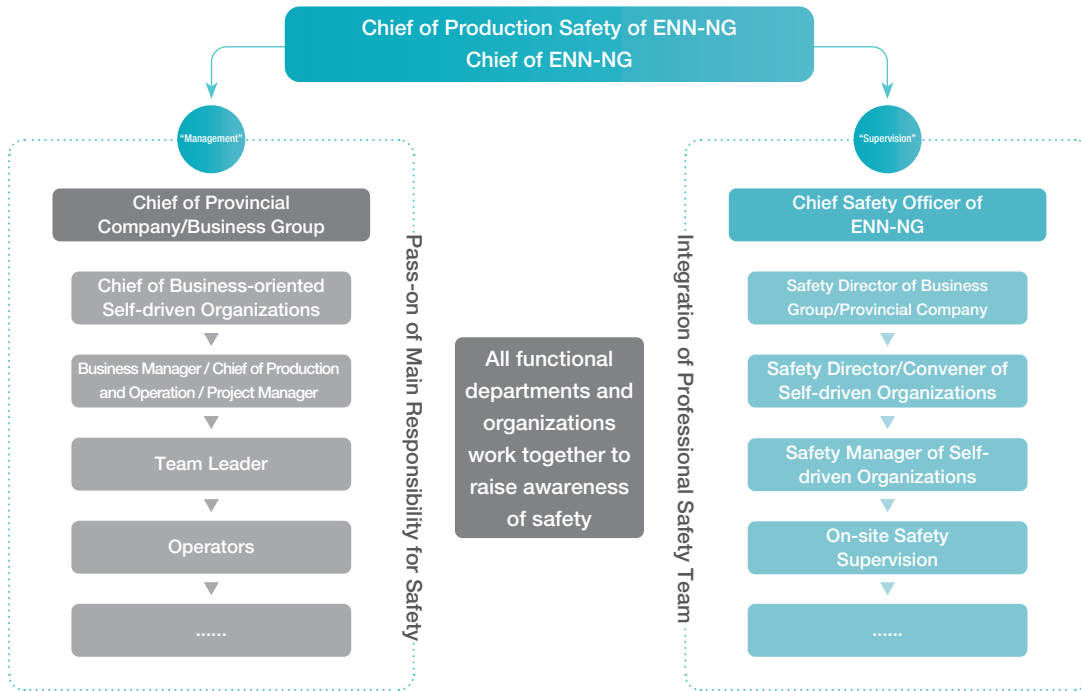 Chief of Production Safety of ENN-NG
Chief of ENN-NG
“Management”
Chief of Provincial
Company/Business Group
Chief of Business-oriented
Self-driven Organizations
Business Manager / Chief of Production
and Operation / Project Manager
Team Leader
Operators
......
Pass-on of Main Responsibility for Safety
All functional
departments and
organizations
work together to
raise awareness
of safety
Integration of Professional Safety Team
“Supervision”
Chief Safety Officer of
ENN-NG
Safety Director of Business
Group/Provincial Company
Safety Director/Convener of
Self-driven Organizations
Safety Manager of Self-
driven Organizations
On-site Safety
Supervision
......